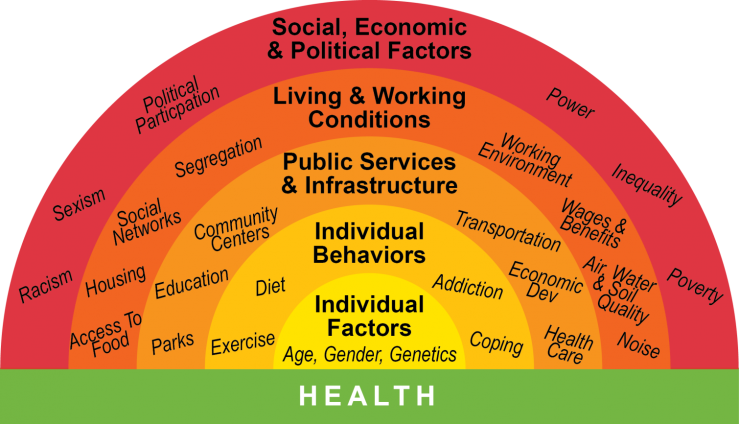 Social, Economic
& Political Factors
Political
Particpation
Power
Sexism
Inequality
Racism
Poverty
Living & Working
Conditions
Segregation
Working
Environment
Social
Networks
Wages &
Benefits
Housing
Air, Water
& Soil
Quality
Access To
Food
Noise
Public Services
& Infrastructure
Community
Centers
Transportation
Education
Economic
Dev
Parks
Health
Care
Individual
Behaviors
Diet
Addiction
Exercise
Coping
Individual
Factors
Age, Gender, Genetics
HEALTH